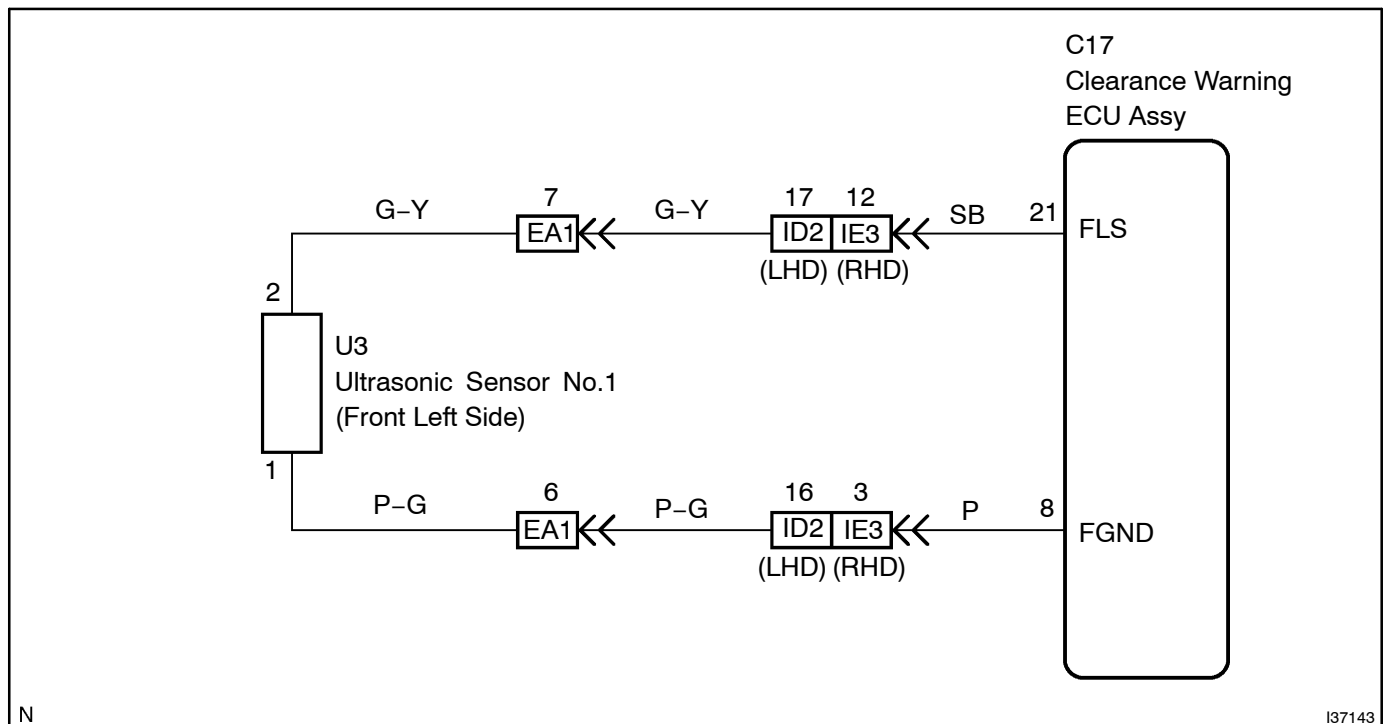 C17
Clearance Warning
ECU Assy
G–Y
7
G–Y
17
12
SB
21
EA1
ID2
IE3
FLS
(LHD)
(RHD)
2
U3
Ultrasonic Sensor No.1
(Front Left Side)
1
P–G
6
P–G
16
3
P
8
EA1
ID2
IE3
FGND
(LHD)
(RHD)
N
I37143